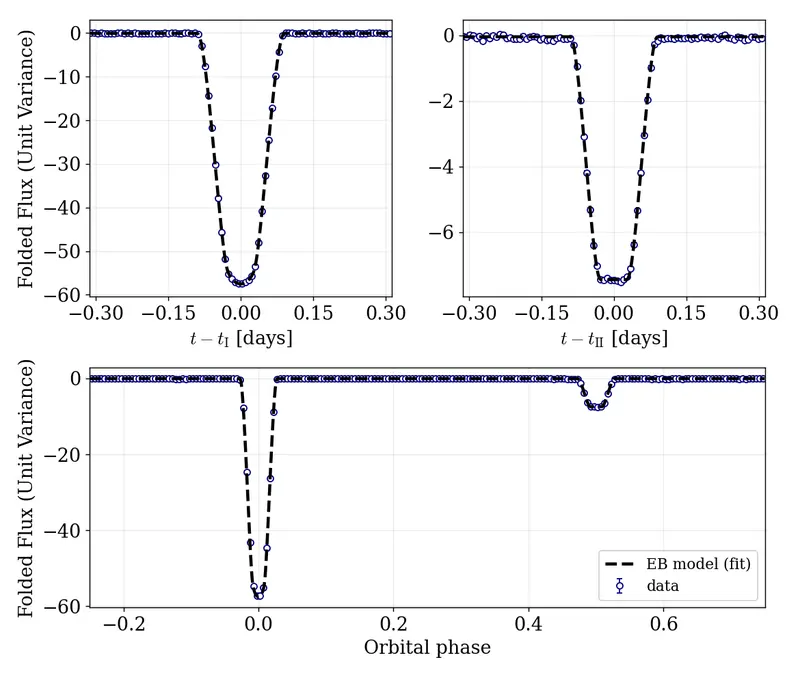 0
−10
−20
−30
−40
−50
−60
Folded Flux (Unit Variance)
−0.30 −0.15 0.00 0.15 0.30
t − tI [days]
0
−2
−4
−6
−0.30 −0.15 0.00 0.15 0.30
t − tII [days]
0
−20
−40
−60
Folded Flux (Unit Variance)
EB model (fit)
data
−0.2 0.0 0.2 0.4 0.6
Orbital phase